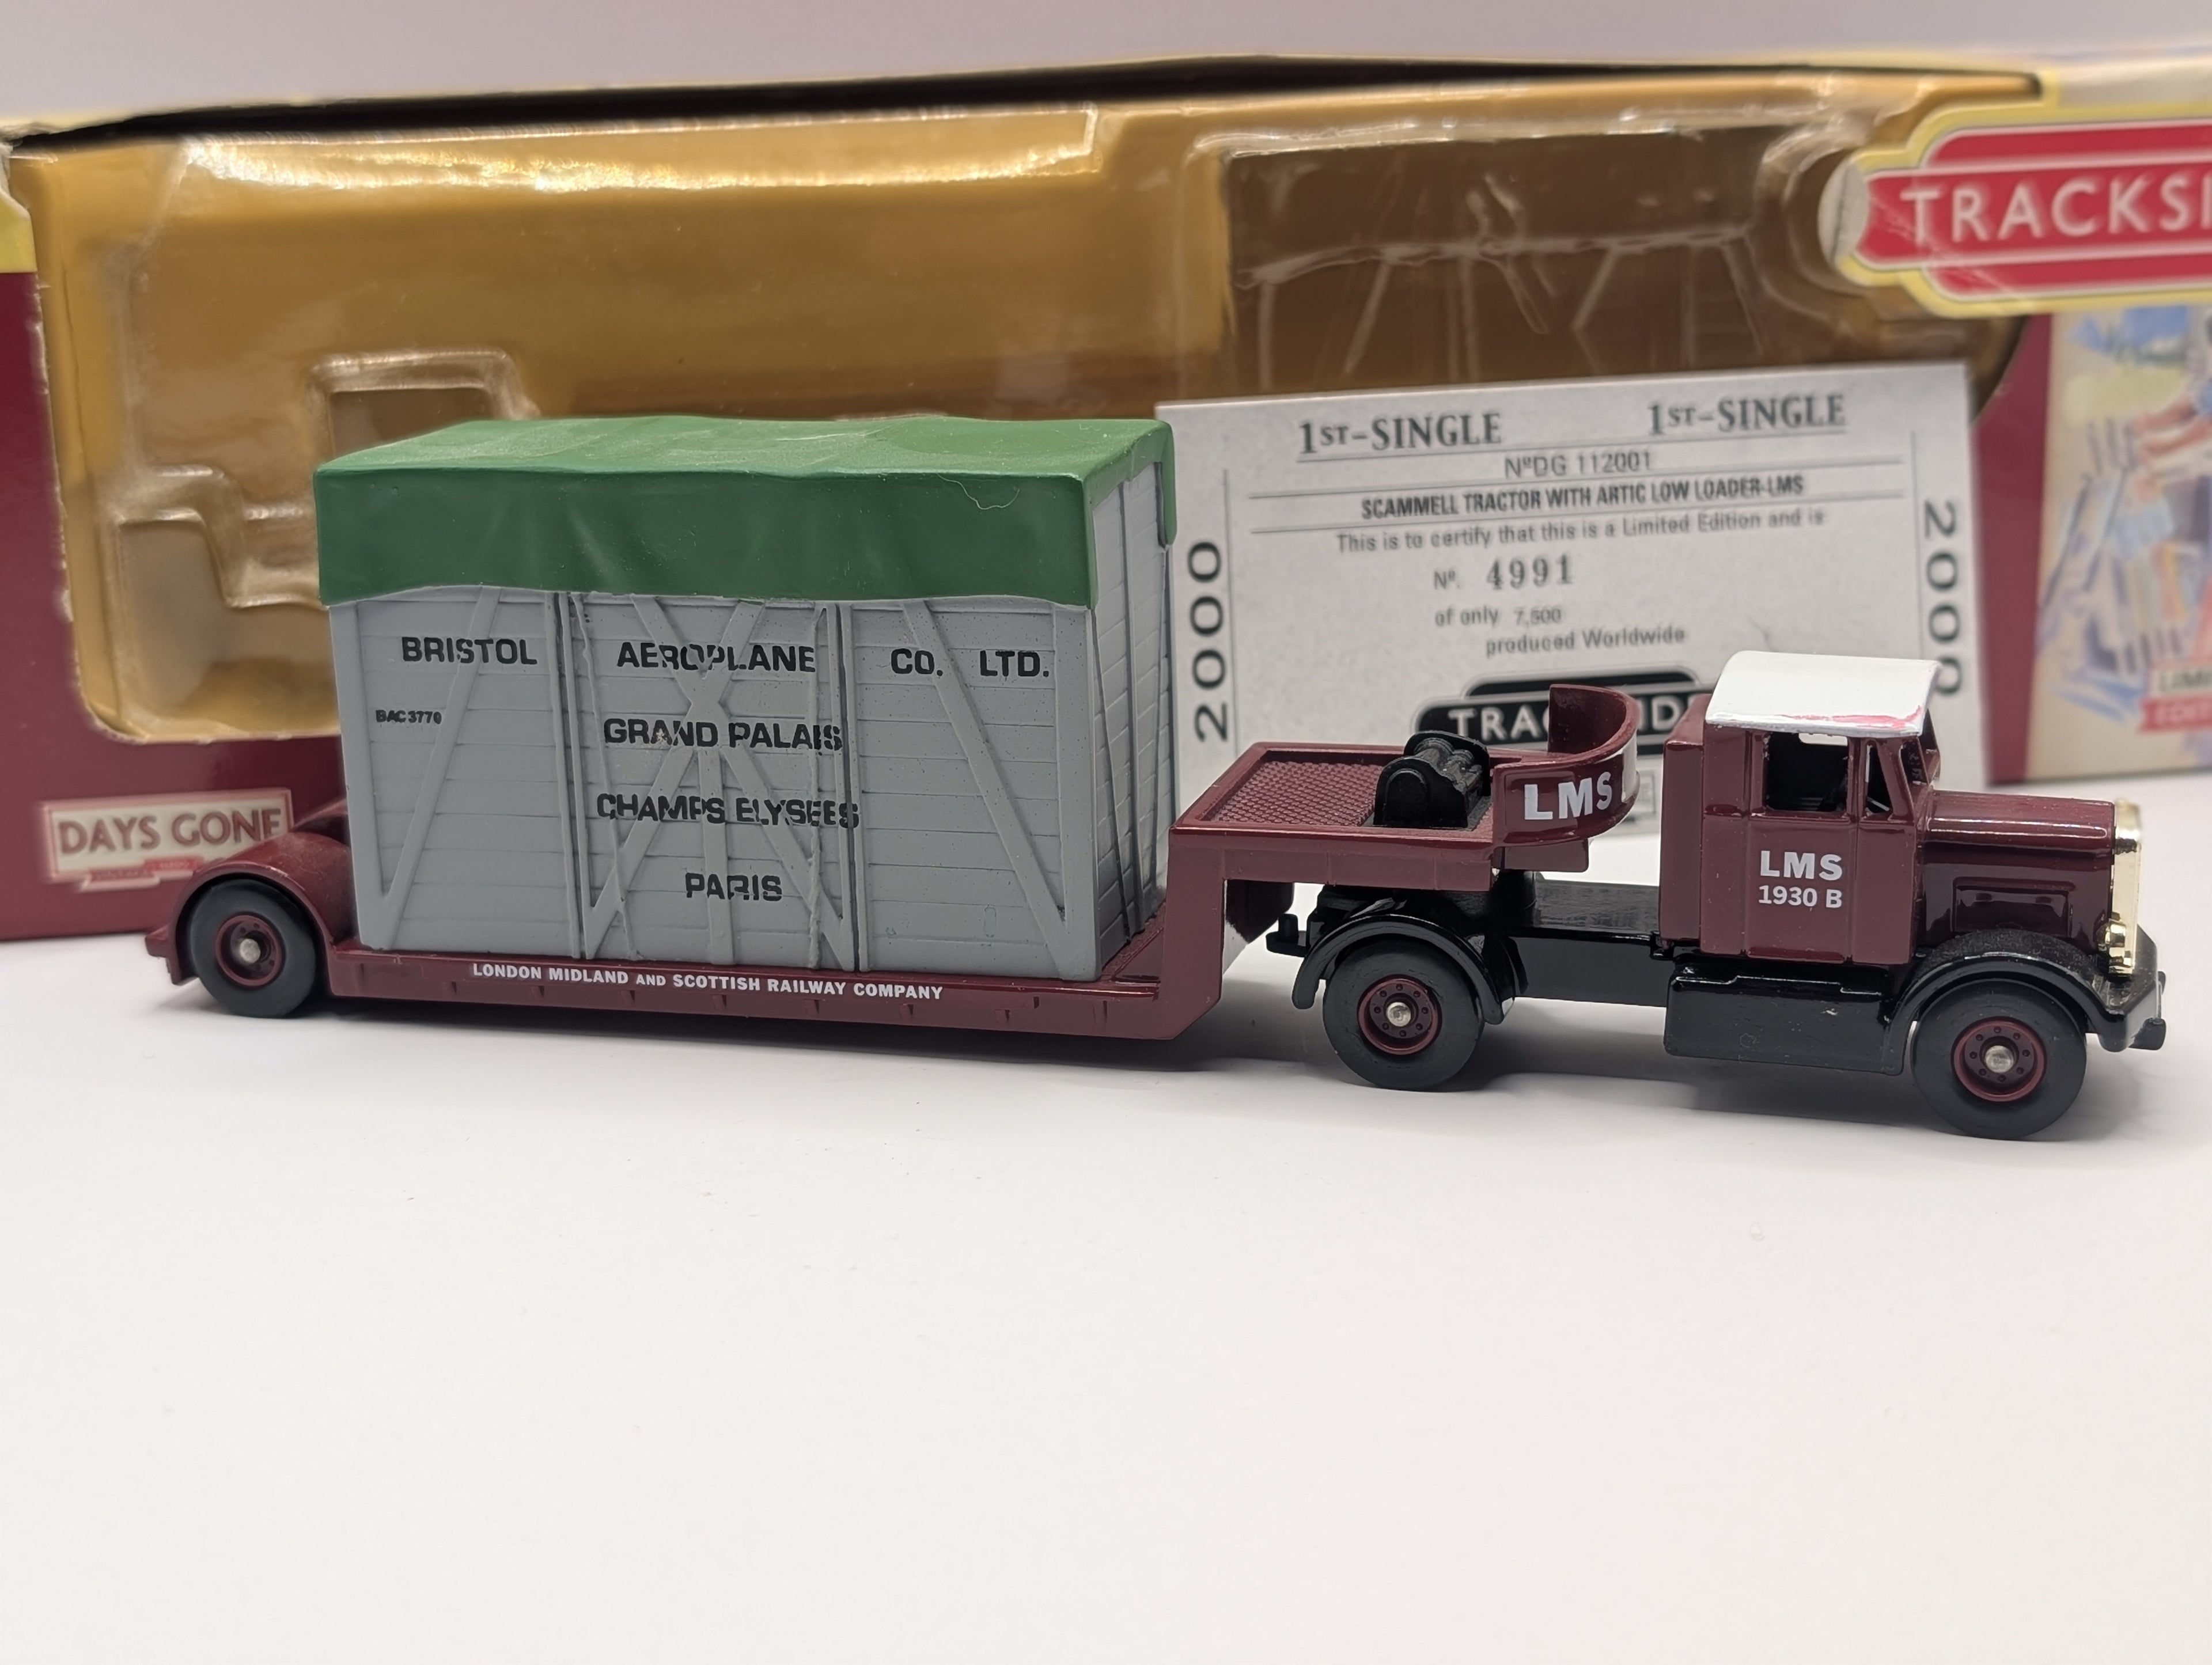 TRACKSI
1ST-SINGLE 1ST-SINGLE
NºDG 112001
SCAMMELL TRACTOR WITH ARTIC LOW LOADER-LMS
This is to certify that this is a Limited Edition and is
Nº. 4991
of only 7,500
produced Worldwide
2000
2000
TRAC
BRISTOL AEROPLANE CO. LTD.
BAC3770
GRAND PALAIS
CHAMPS ELYSEES
PARIS
LMS
LMS
1930 B
DAYS GONE
LONDON MIDLAND AND SCOTTISH RAILWAY COMPANY